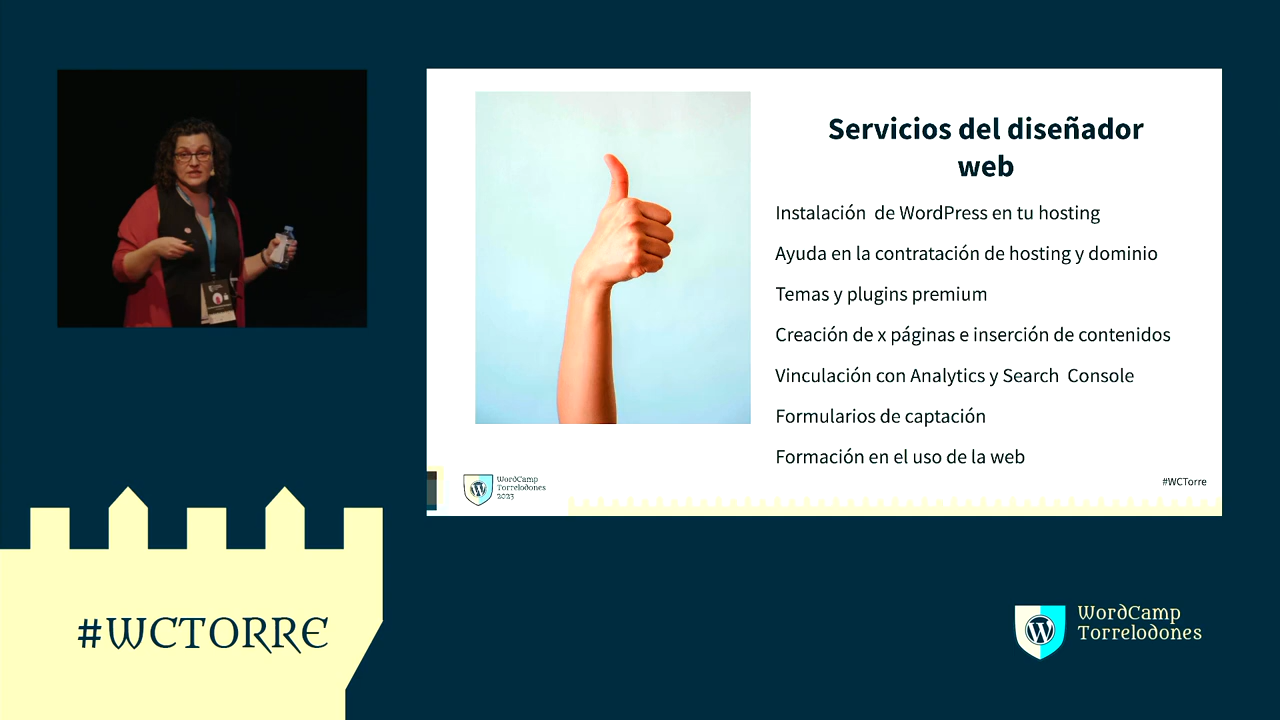 Servicios del diseñador
web
Instalación de WordPress en tu hosting
Ayuda en la contratación de hosting y dominio
Temas y plugins premium
Creación de x páginas e inserción de contenidos
Vinculación con Analytics y Search Console
Formularios de captación
Formación en el uso de la web
WordCamp
Torrelodones
2023
#WCTorre
#WCTORRE
WordCamp
Torrelodones